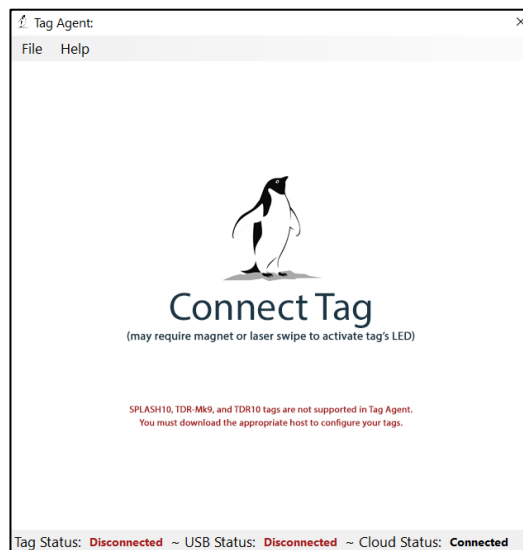 Tag Agent:
File Help
Connect Tag
(may require magnet or laser swipe to activate tag's LED)
SPLASH10, TDR-Mk9, and TDR10 tags are not supported in Tag Agent.
You must download the appropriate host to configure your tags.
Tag Status: Disconnected ~ USB Status: Disconnected ~ Cloud Status: Connected